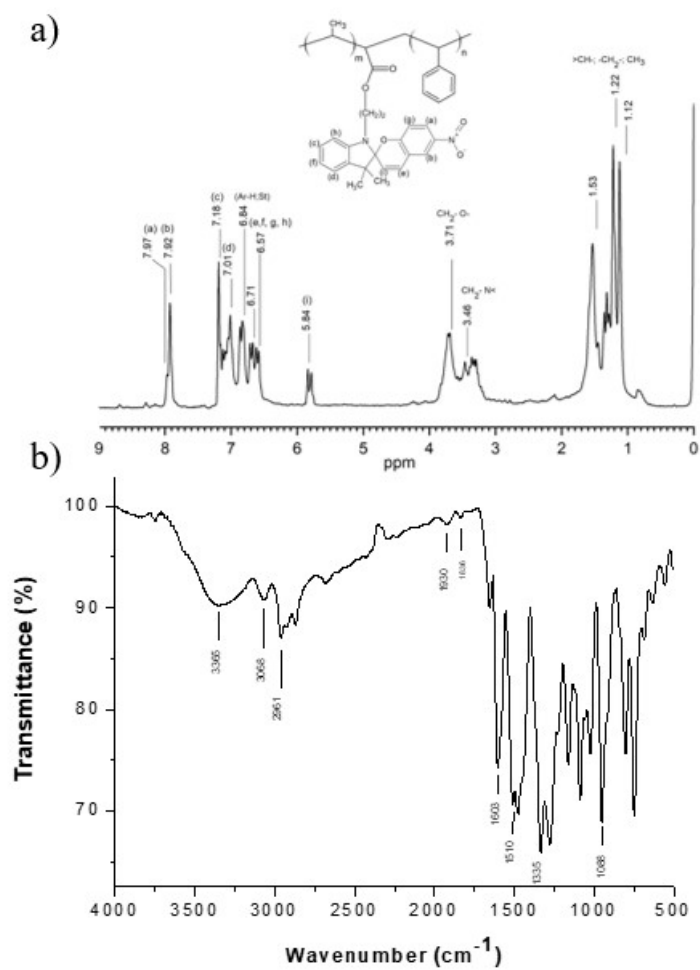 a)
CH3
m
n
O
O
(CH2)2
(h)
(g)
(a)
(c)
N
O
N+
O
O-
(f)
(b)
(d)
(i)
(e)
H3C
CH3
>CH-; -CH2-; CH3
1.22
1.12
1.53
(a) (b)
7.97
7.92
(c)
7.18
7.01 (d)
(Ar-H;St)
6.84
(e,f, g, h)
6.71
6.57
5.84 (i)
CH2- O-
3.71
CH2- N<
3.46
9 8 7 6 5 4 3 2 1 0
ppm
b)
Transmittance (%)
100
90
80
70
3365
3068
2961
1930
1836
1603
1510
1335
1088
4000 3500 3000 2500 2000 1500 1000 500
Wavenumber (cm-1)